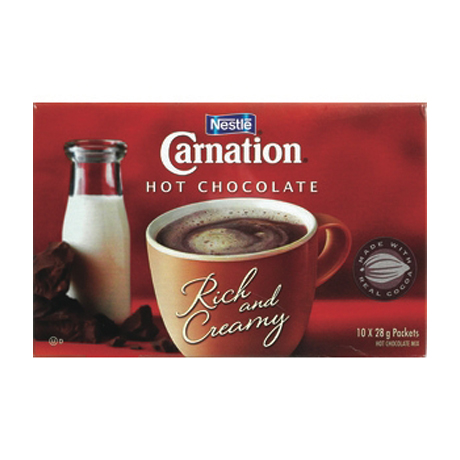 Nestlé
Carnation
HOT CHOCOLATE
Rich
and
Creamy
MADE WITH
REAL COCOA
10 X 28 g Packets
HOT CHOCOLATE MIX
U D